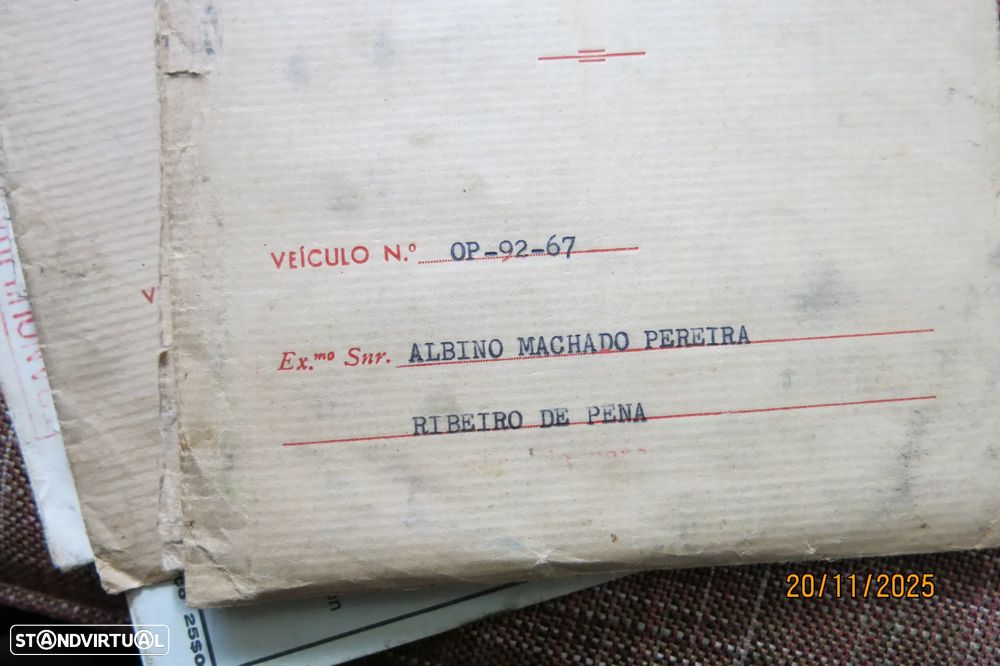 VEÍCULO N.º OP-92-67
V
Ex.mo Snr. ALBINO MACHADO PEREIRA
RIBEIRO DE PENA
20/11/2025
STANDVIRTUAL